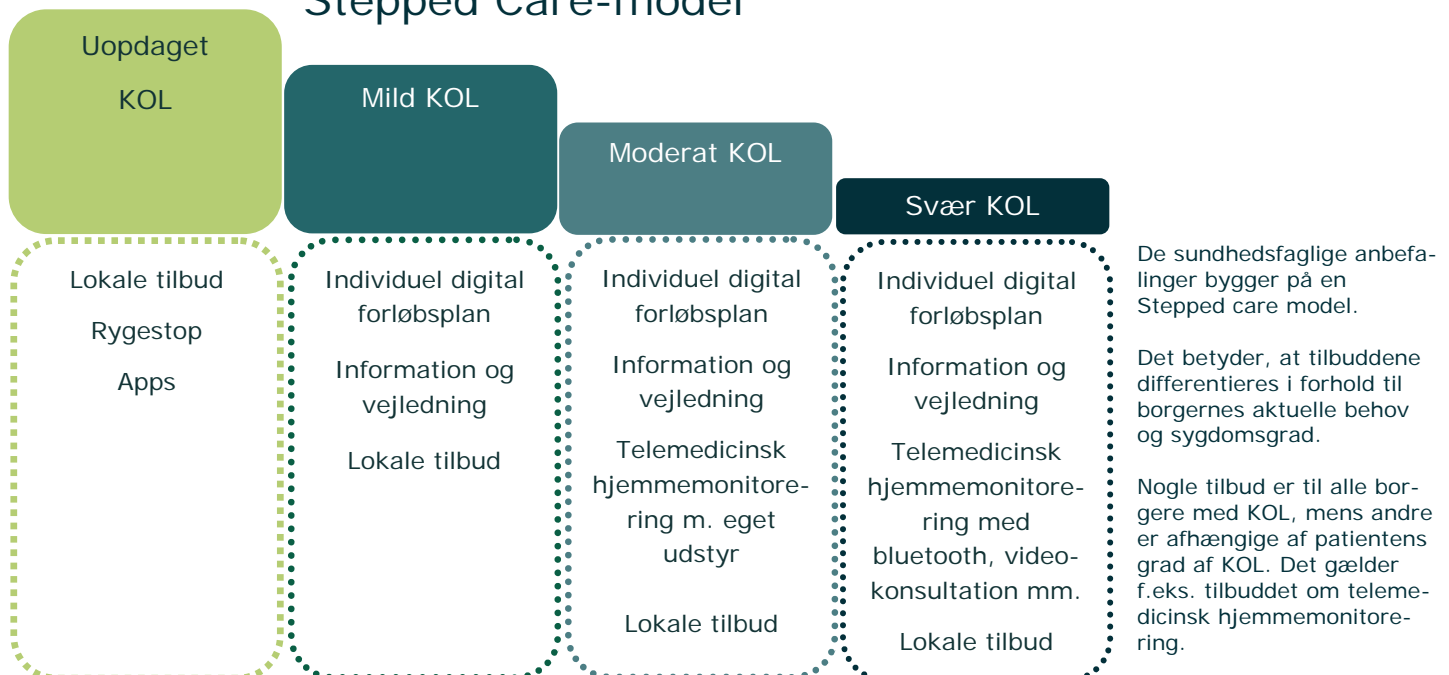 Stepped Care-model
Uopdaget
KOL
Lokale tilbud
Rygestop
Apps
Mild KOL
Individuel digital
forløbsplan
Information og
vejledning
Lokale tilbud
Moderat KOL
Individuel digital
forløbsplan
Information og
vejledning
Telemedicinsk
hjemmemonitore-
ring m. eget
udstyr
Lokale tilbud
Svær KOL
Individuel digital
forløbsplan
Information og
vejledning
Telemedicinsk
hjemmemonitore-
ring med
bluetooth, video-
konsultation mm.
Lokale tilbud
De sundhedsfaglige anbefa-
linger bygger på en
Stepped care model.
Det betyder, at tilbuddene
differentieres i forhold til
borgernes aktuelle behov
og sygdomsgrad.
Nogle tilbud er til alle bor-
gere med KOL, mens andre
er afhængige af patientens
grad af KOL. Det gælder
f.eks. tilbuddet om teleme-
dicinsk hjemmemonitore-
ring.